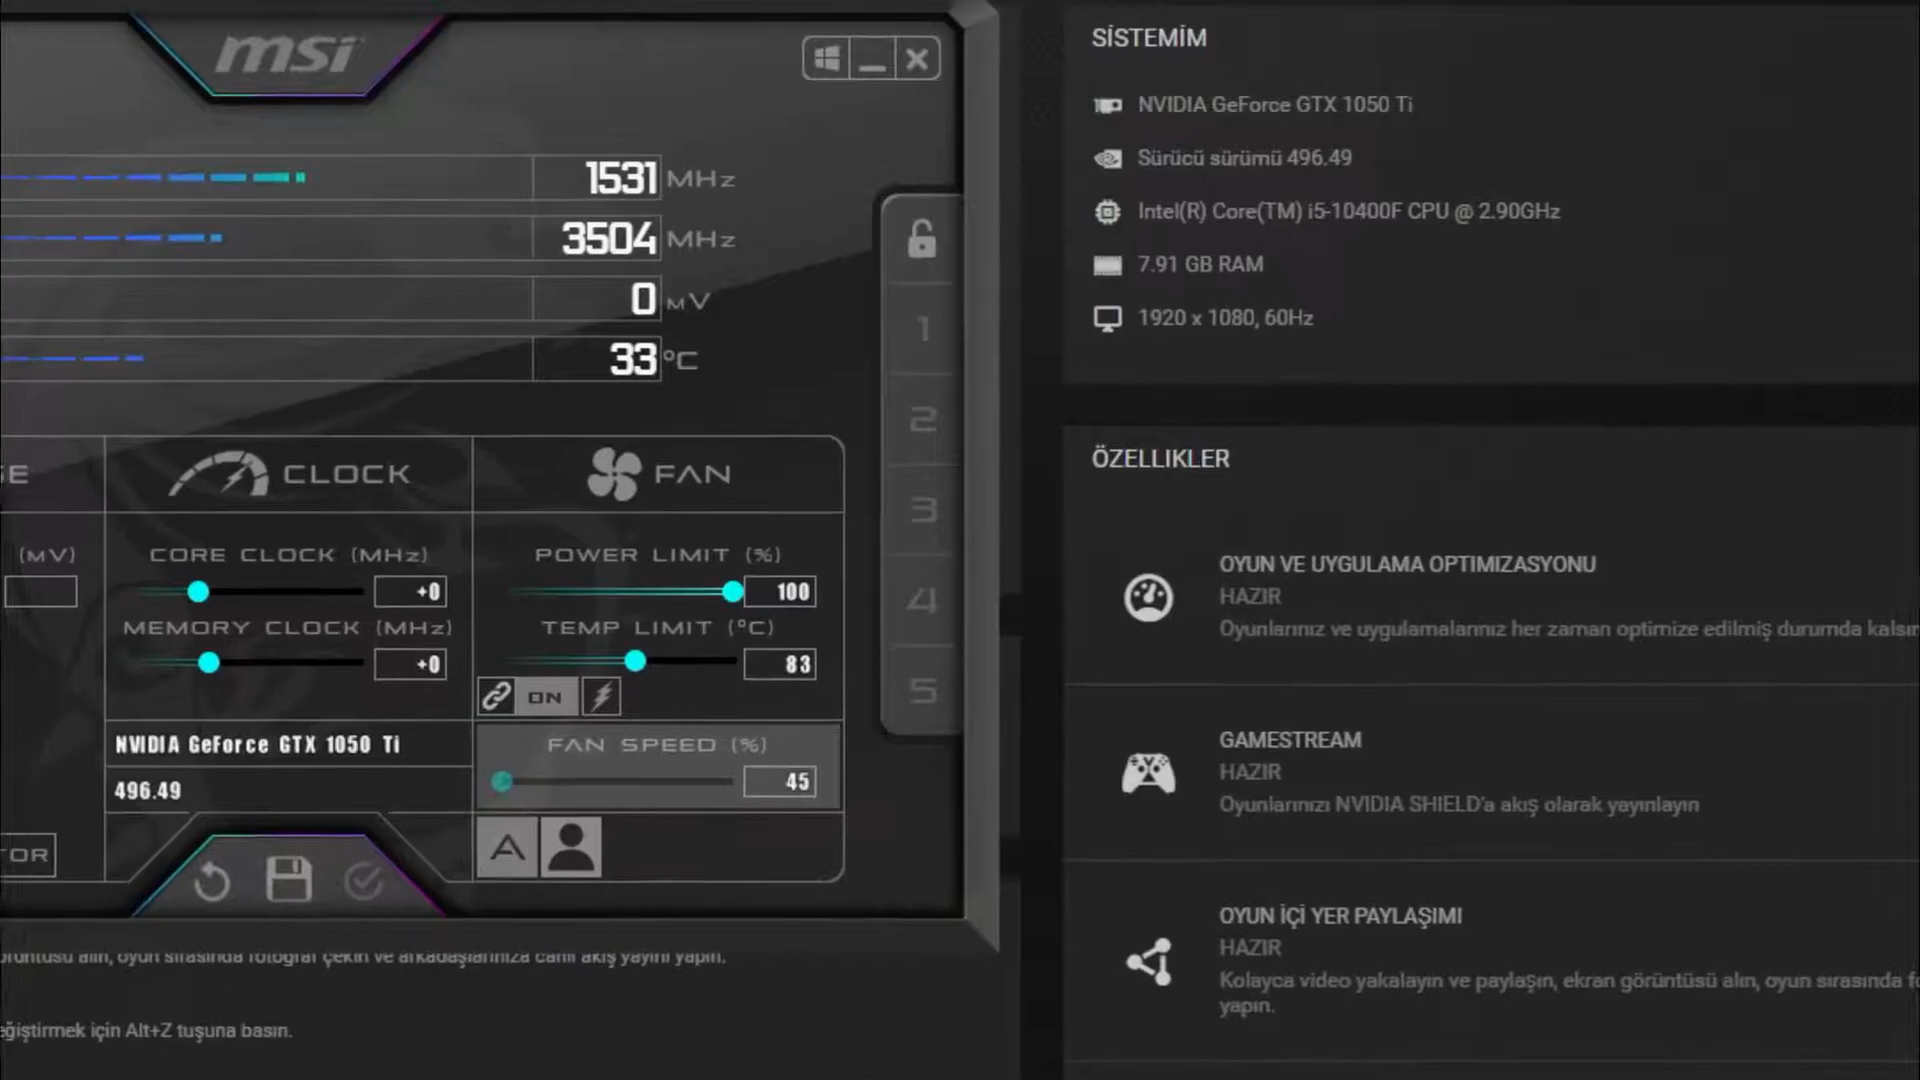 msi
1531 MHz
3504 MHz
0 mV
33 °C
1
2
3
4
5
CLOCK
FAN
(mV)
CORE CLOCK (MHz)
+0
MEMORY CLOCK (MHz)
+0
POWER LIMIT (%)
100
TEMP LIMIT (°C)
83
ON
NVIDIA GeForce GTX 1050 Ti
496.49
FAN SPEED (%)
45
A
alın, oyun sırasında fotoğraf çekin ve arkadaşlarınıza canlı akış yayını yapın.
eğiştirmek için Alt+Z tuşuna basın.
SİSTEMİM
NVIDIA GeForce GTX 1050 Ti
Sürücü sürümü 496.49
Intel(R) Core(TM) i5-10400F CPU @ 2.90GHz
7.91 GB RAM
1920 x 1080, 60Hz
ÖZELLIKLER
OYUN VE UYGULAMA OPTIMIZASYONU
HAZIR
Oyunlarınız ve uygulamalarınız her zaman optimize edilmiş durumda kalsın
GAMESTREAM
HAZIR
Oyunlarınızı NVIDIA SHIELD'a akış olarak yayınlayın
OYUN İÇİ YER PAYLAŞIMI
HAZIR
Kolayca video yakalayın ve paylaşın, ekran görüntüsü alın, oyun sırasında
yapın.